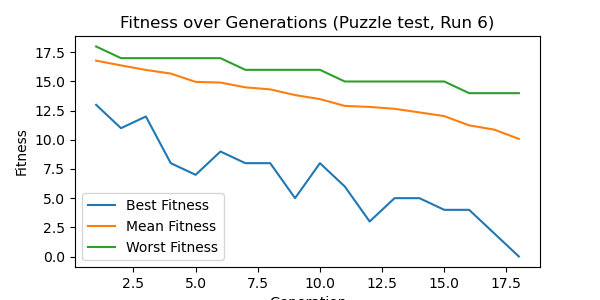 Fitness over Generations (Puzzle test, Run 6)
Fitness
17.5
15.0
12.5
10.0
7.5
5.0
2.5
0.0
Best Fitness
Mean Fitness
Worst Fitness
2.5 5.0 7.5 10.0 12.5 15.0 17.5
Generation